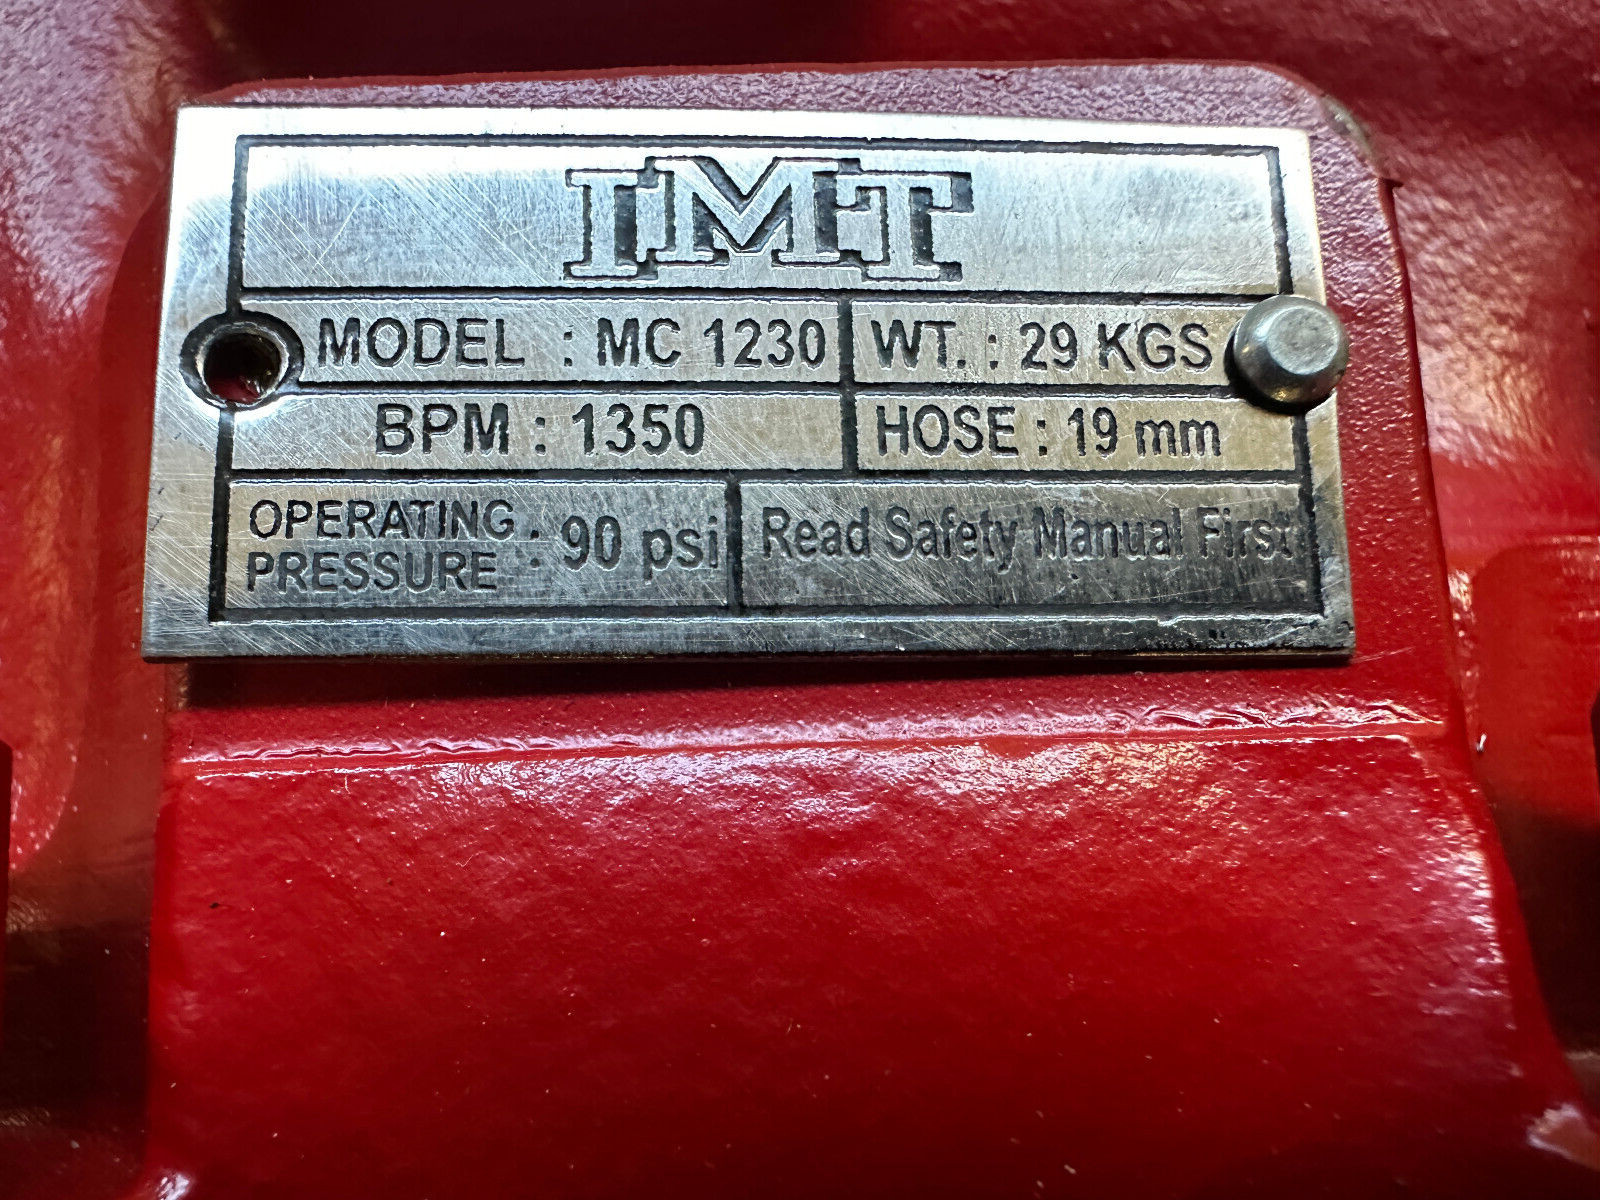 IMT
MODEL : MC 1230
WT. : 29 KGS
BPM : 1350
HOSE : 19 mm
OPERATING
PRESSURE : 90 psi
Read Safety Manual First